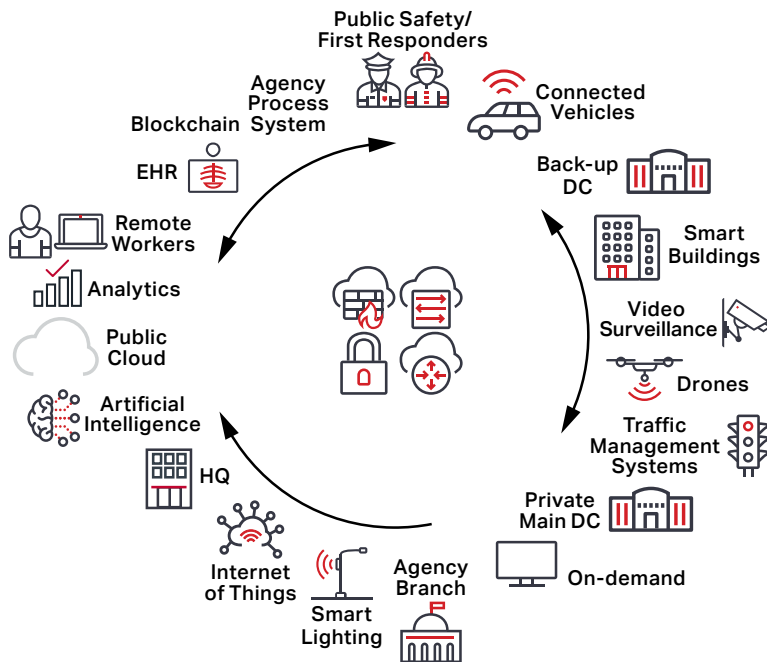 Public Safety/
First Responders
Connected
Vehicles
Agency
Process
System
Blockchain
EHR
Back-up
DC
Remote
Workers
Smart
Buildings
Analytics
Video
Surveillance
Public
Cloud
Drones
Artificial
Intelligence
Traffic
Management
Systems
HQ
Private
Main DC
Internet
of Things
Smart
Lighting
Agency
Branch
On-demand